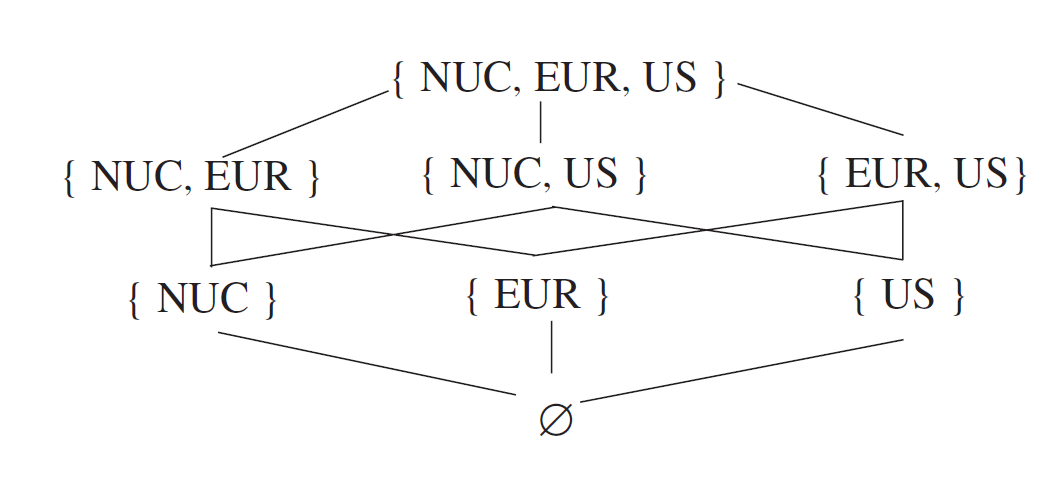 { NUC, EUR, US }
{ NUC, EUR } { NUC, US } { EUR, US}
{ NUC } { EUR } { US }
∅